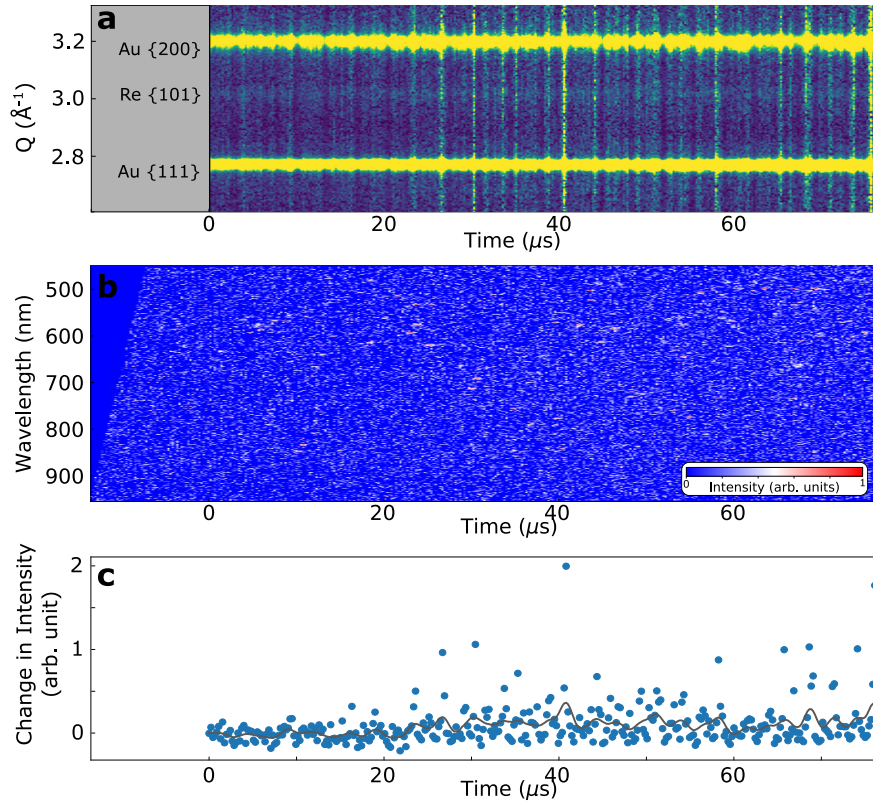 a
3.2
3.0
2.8
Q (Å⁻¹)
Au {200}
Re {101}
Au {111}
0
20
40
60
Time (μs)
b
500
600
700
800
900
Wavelength (nm)
0
1
Intensity (arb. units)
0
20
40
60
Time (μs)
c
2
1
0
Change in Intensity
(arb. unit)
0
20
40
60
Time (μs)